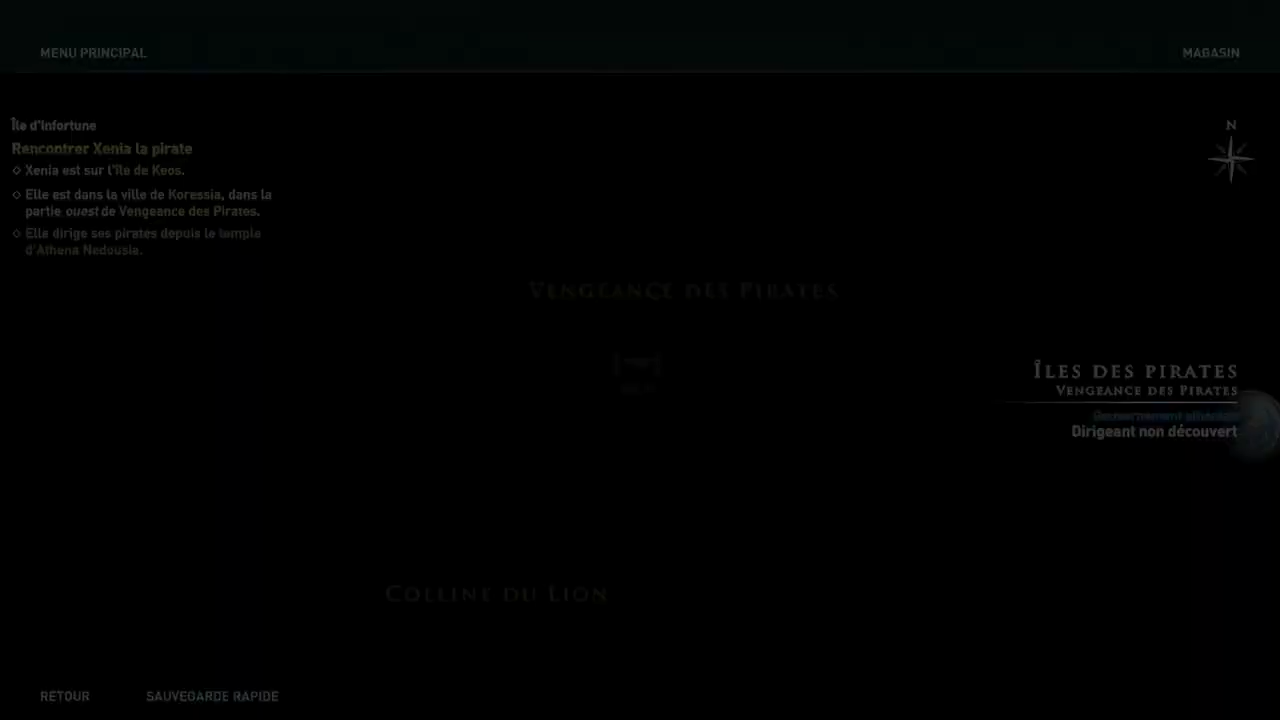 MENU PRINCIPAL
MAGASIN
Île d'Infortune
N
Rencontrer Xenia la pirate
Xenia est sur l'île de Keos.
Elle est dans la ville de Koressia, dans la
partie ouest de Vengeance des Pirates.
Elle dirige ses pirates depuis le temple
d'Athena Nedousia.
VENGEANCE DES PIRATES
ÎLES DES PIRATES
VENGEANCE DES PIRATES
Gouvernement athénien
Dirigeant non découvert
COLLINE DU LION
RETOUR
SAUVEGARDE RAPIDE